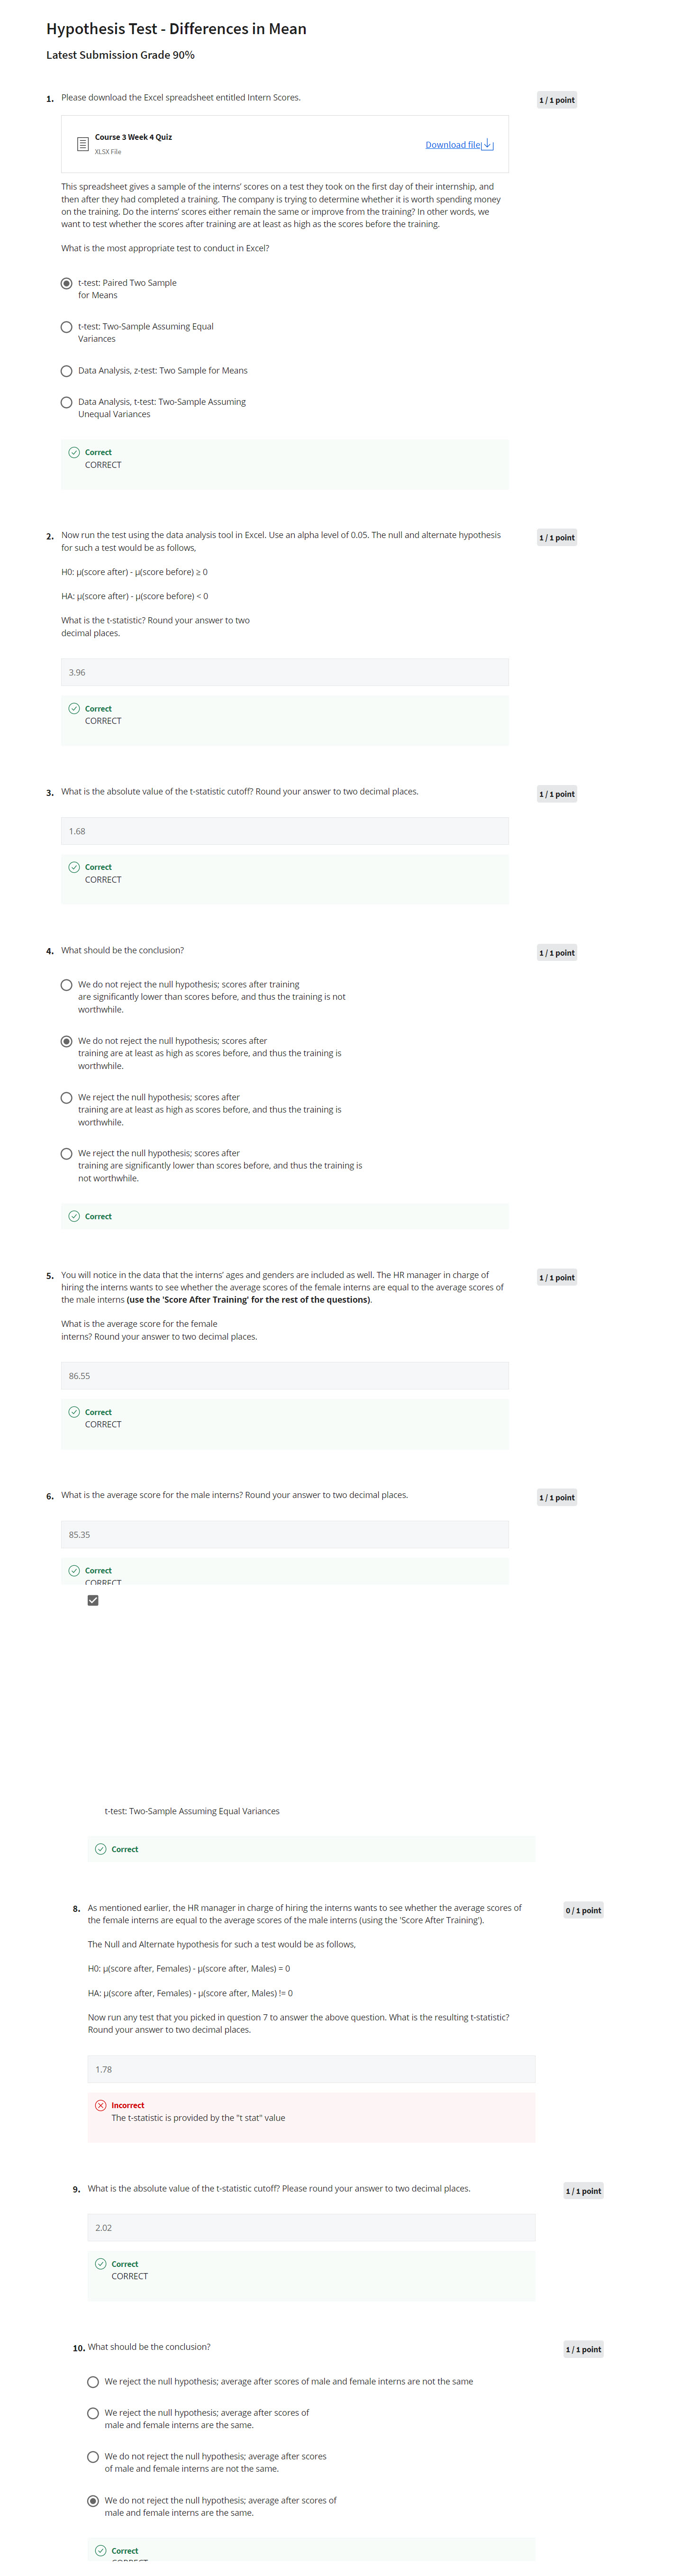 Hypothesis Test - Differences in Mean
Latest Submission Grade 90%
1. Please download the Excel spreadsheet entitled Intern Scores.
1 / 1 point
Course 3 Week 4 Quiz
XLSX File
Download file
This spreadsheet gives a sample of the interns' scores on a test they took on the first day of their internship, and
then after they had completed a training. The company is trying to determine whether it is worth spending money
on the training. Do the interns' scores either remain the same or improve from the training? In other words, we
want to test whether the scores after training are at least as high as the scores before the training.
What is the most appropriate test to conduct in Excel?
t-test: Paired Two Sample
for Means
t-test: Two-Sample Assuming Equal
Variances
Data Analysis, z-test: Two Sample for Means
Data Analysis, t-test: Two-Sample Assuming
Unequal Variances
Correct
CORRECT
2. Now run the test using the data analysis tool in Excel. Use an alpha level of 0.05. The null and alternate hypothesis
for such a test would be as follows,
1 / 1 point
H0: μ(score after) - μ(score before) ≥ 0
HA: μ(score after) - μ(score before) < 0
What is the t-statistic? Round your answer to two
decimal places.
3.96
Correct
CORRECT
3. What is the absolute value of the t-statistic cutoff? Round your answer to two decimal places.
1 / 1 point
1.68
Correct
CORRECT
4. What should be the conclusion?
1 / 1 point
We do not reject the null hypothesis; scores after training
are significantly lower than scores before, and thus the training is not
worthwhile.
We do not reject the null hypothesis; scores after
training are at least as high as scores before, and thus the training is
worthwhile.
We reject the null hypothesis; scores after
training are at least as high as scores before, and thus the training is
worthwhile.
We reject the null hypothesis; scores after
training are significantly lower than scores before, and thus the training is
not worthwhile.
Correct
5. You will notice in the data that the interns' ages and genders are included as well. The HR manager in charge of
hiring the interns wants to see whether the average scores of the female interns are equal to the average scores of
the male interns (use the 'Score After Training' for the rest of the questions).
1 / 1 point
What is the average score for the female
interns? Round your answer to two decimal places.
86.55
Correct
CORRECT
6. What is the average score for the male interns? Round your answer to two decimal places.
1 / 1 point
85.35
Correct
CORRECT
t-test: Two-Sample Assuming Equal Variances
Correct
8. As mentioned earlier, the HR manager in charge of hiring the interns wants to see whether the average scores of
the female interns are equal to the average scores of the male interns (using the 'Score After Training').
0 / 1 point
The Null and Alternate hypothesis for such a test would be as follows,
H0: μ(score after, Females) - μ(score after, Males) = 0
HA: μ(score after, Females) - μ(score after, Males) != 0
Now run any test that you picked in question 7 to answer the above question. What is the resulting t-statistic?
Round your answer to two decimal places.
1.78
Incorrect
The t-statistic is provided by the "t stat" value
9. What is the absolute value of the t-statistic cutoff? Please round your answer to two decimal places.
1 / 1 point
2.02
Correct
CORRECT
10. What should be the conclusion?
1 / 1 point
We reject the null hypothesis; average after scores of male and female interns are not the same
We reject the null hypothesis; average after scores of
male and female interns are the same.
We do not reject the null hypothesis; average after scores
of male and female interns are not the same.
We do not reject the null hypothesis; average after scores of
male and female interns are the same.
Correct